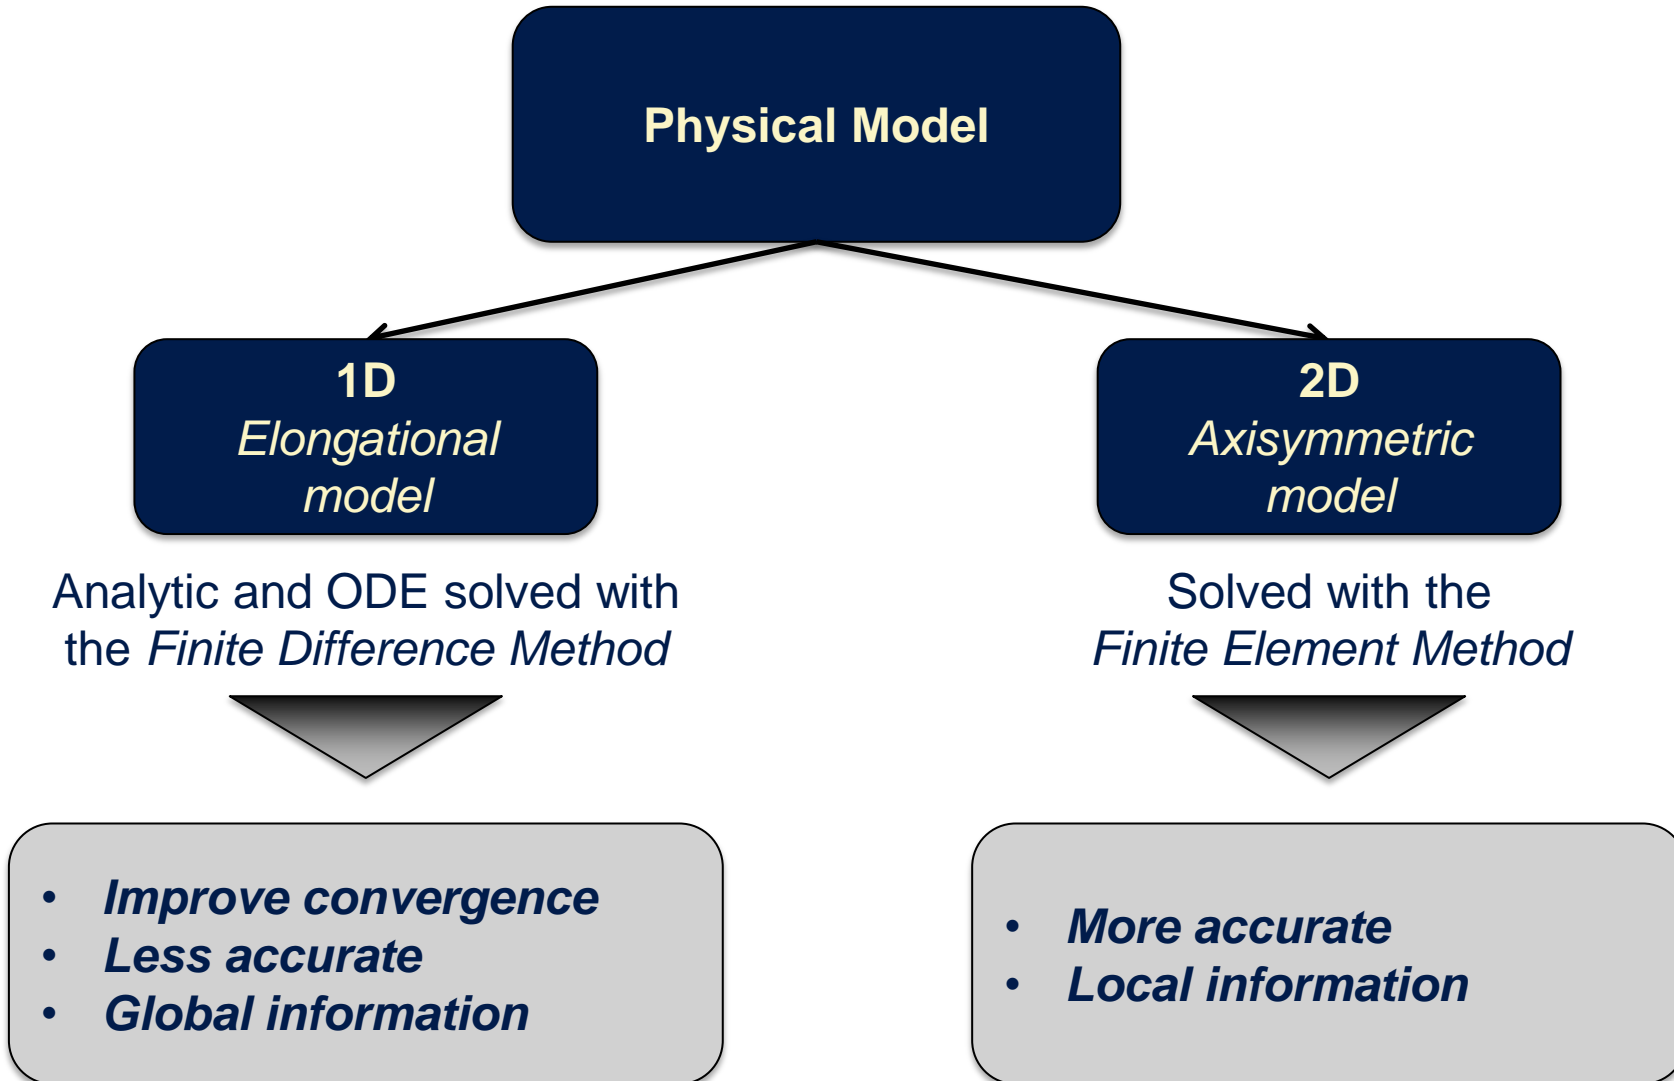 Physical Model
1D
Elongational
model
Analytic and ODE solved with
the Finite Difference Method
• Improve convergence
• Less accurate
• Global information
2D
Axisymmetric
model
Solved with the
Finite Element Method
• More accurate
• Local information